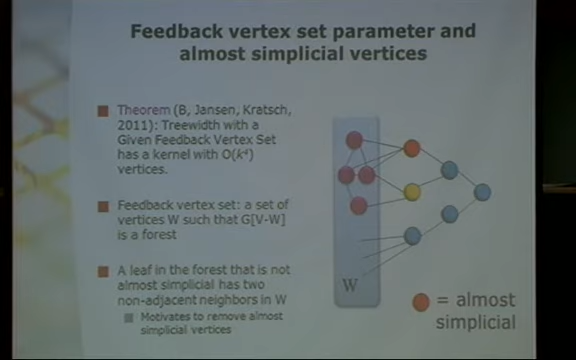 Feedback vertex set parameter and
almost simplicial vertices
Theorem (B, Jansen, Kratsch,
2011): Treewidth with a
Given Feedback Vertex Set
has a kernel with O(k⁴)
vertices.
Feedback vertex set: a set of
vertices W such that G[V-W]
is a forest
A leaf in the forest that is not
almost simplicial has two
non-adjacent neighbors in W
Motivates to remove almost
simplicial vertices
W
= almost
simplicial